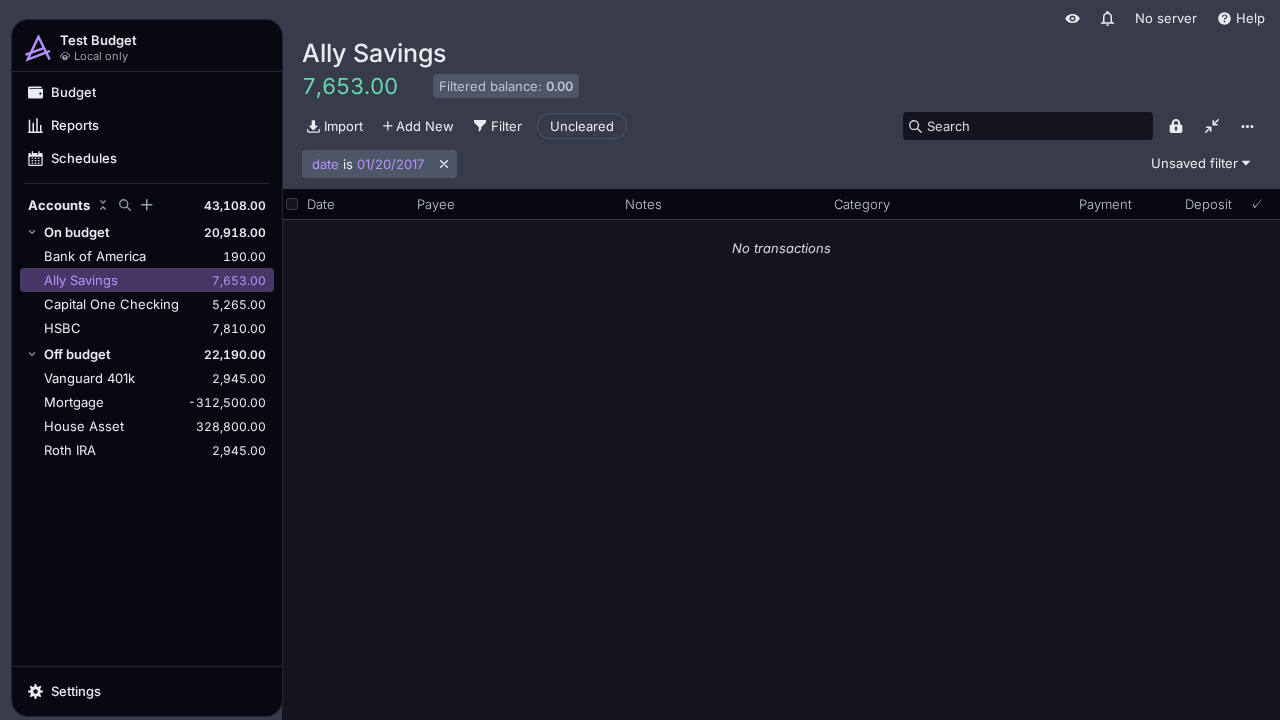 Test Budget
Local only
Budget
Reports
Schedules
Accounts 43,108.00
On budget 20,918.00
Bank of America 190.00
Ally Savings 7,653.00
Capital One Checking 5,265.00
HSBC 7,810.00
Off budget 22,190.00
Vanguard 401k 2,945.00
Mortgage -312,500.00
House Asset 328,800.00
Roth IRA 2,945.00
Settings
No server Help
Ally Savings
7,653.00 Filtered balance: 0.00
Import Add New Filter Uncleared Search
date is 01/20/2017 Unsaved filter
Date Payee Notes Category Payment Deposit
No transactions